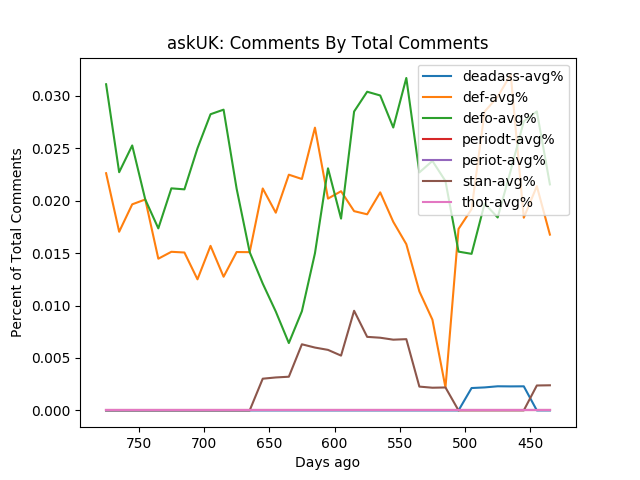 askUK: Comments By Total Comments
Percent of Total Comments
0.030
0.025
0.020
0.015
0.010
0.005
0.000
deadass-avg%
def-avg%
defo-avg%
periodt-avg%
periot-avg%
stan-avg%
thot-avg%
750 700 650 600 550 500 450
Days ago